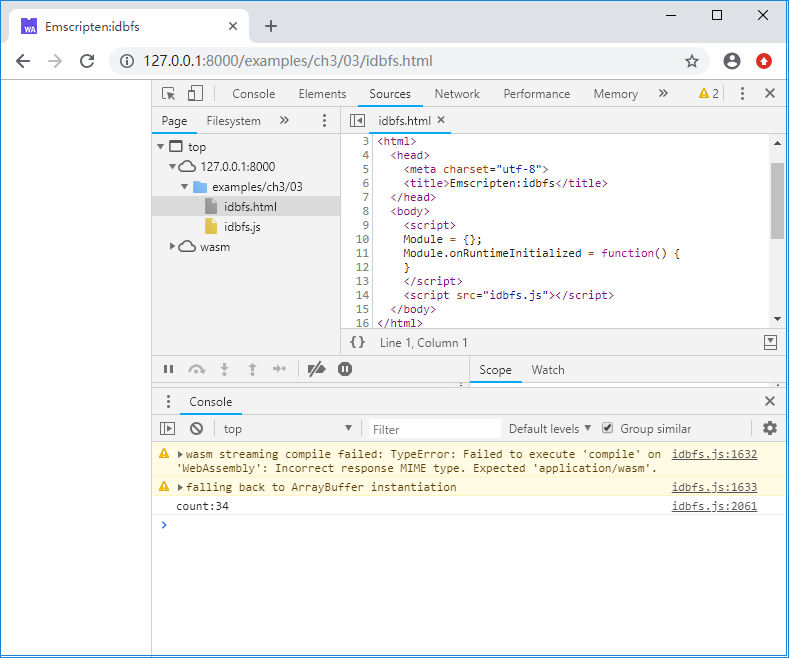 WA
Emscripten:idbfs
127.0.0.1:8000/examples/ch3/03/idbfs.html
Console Elements Sources Network Performance Memory 2
Page Filesystem
idbfs.html
top
127.0.0.1:8000
examples/ch3/03
idbfs.html
idbfs.js
wasm
3 <html>
4 <head>
5 <meta charset="utf-8">
6 <title>Emscripten:idbfs</title>
7 </head>
8 <body>
9 <script>
10 Module = {};
11 Module.onRuntimeInitialized = function() {
12 }
13 </script>
14 <script src="idbfs.js"></script>
15 </body>
16 </html>
{} Line 1, Column 1
Scope Watch
Console
top Filter Default levels Group similar
wasm streaming compile failed: TypeError: Failed to execute 'compile' on idbfs.js:1632
'WebAssembly': Incorrect response MIME type. Expected 'application/wasm'.
falling back to ArrayBuffer instantiation idbfs.js:1633
count:34 idbfs.js:2061